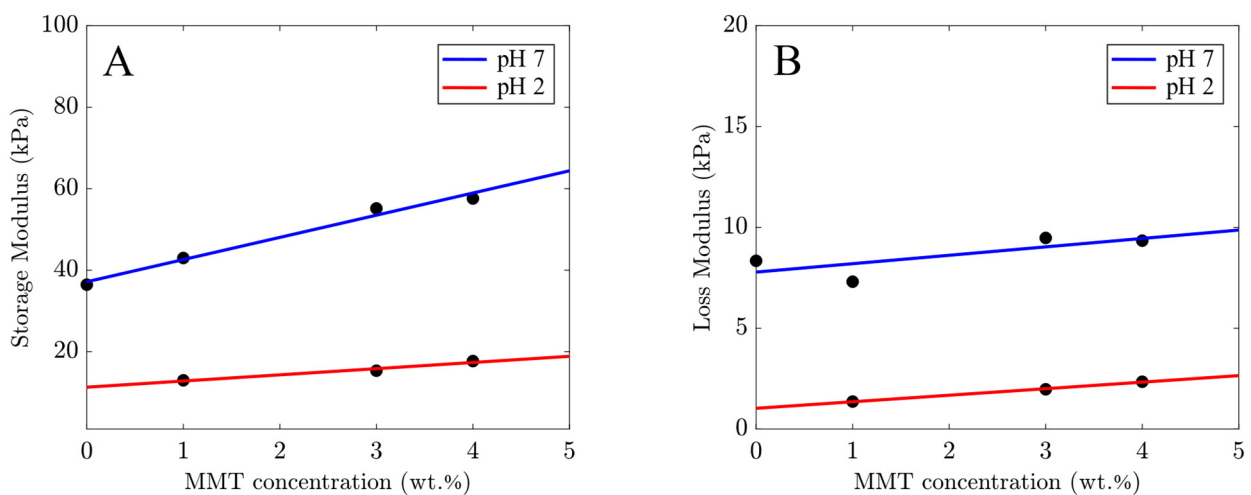 A
pH 7
pH 2
100
80
60
40
20
Storage Modulus (kPa)
0 1 2 3 4 5
MMT concentration (wt.%)
B
pH 7
pH 2
20
15
10
5
0
Loss Modulus (kPa)
0 1 2 3 4 5
MMT concentration (wt.%)